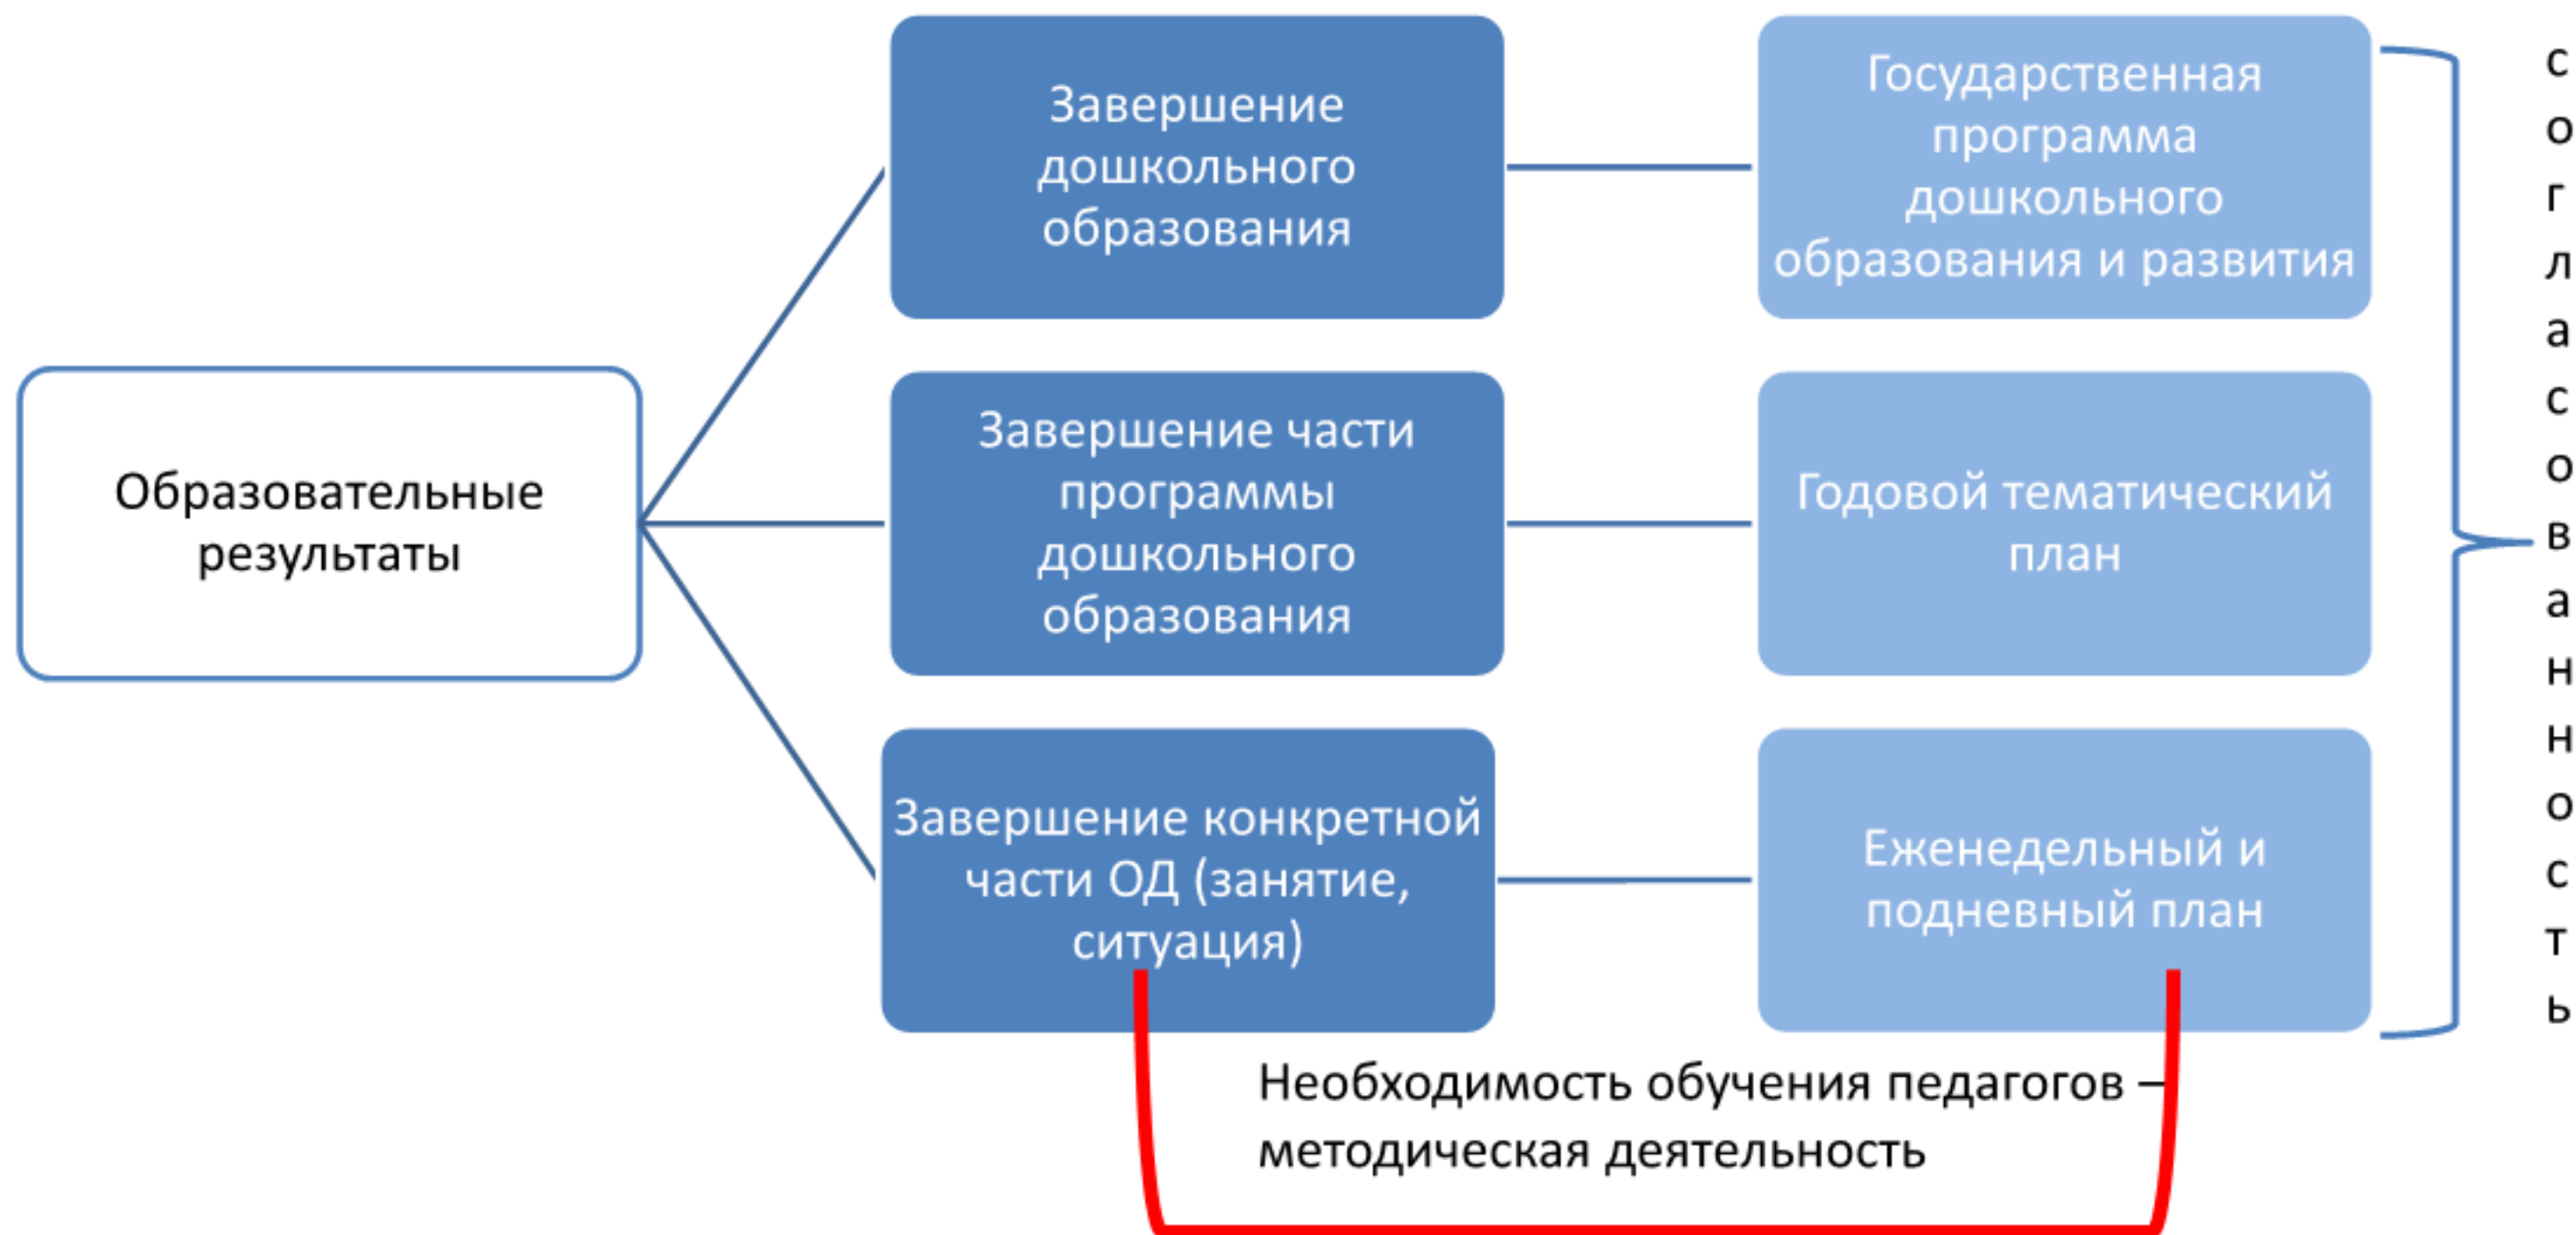 Образовательные
результаты
Завершение
дошкольного
образования
Государственная
программа
дошкольного
образования и развития
Завершение части
программы
дошкольного
образования
Годовой тематический
план
Завершение конкретной
части ОД (занятие,
ситуация)
Еженедельный и
подневный план
Необходимость обучения педагогов –
методическая деятельность
с
о
г
л
а
с
о
в
а
н
н
о
с
т
ь